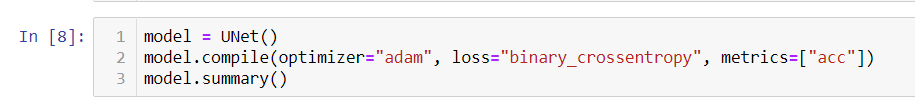 In [8]:
1 model = UNet()
2 model.compile(optimizer="adam", loss="binary_crossentropy", metrics=["acc"])
3 model.summary()